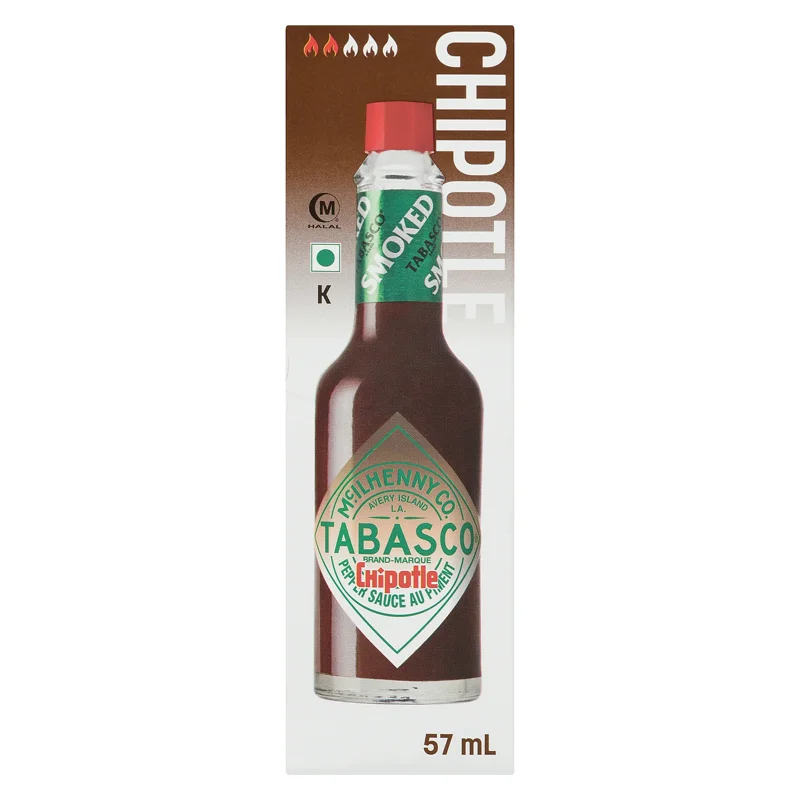 CHIPOTLE
M
HALAL
K
SMOKED
TABASCO
SMOKED
TABASCO
McILHENNY CO.
AVERY ISLAND
LA.
TABASCO
BRAND-MARQUE
Chipotle
PEPPER SAUCE AU PIMENT
57 mL